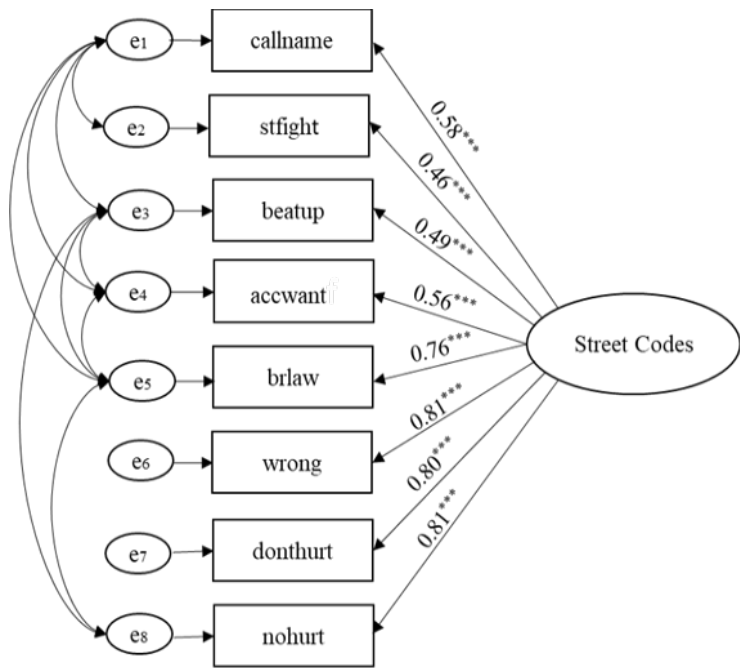 e1
callname
0.58***
e2
stfight
0.46***
e3
beatup
0.49***
e4
accwant
0.56***
e5
brlaw
0.76***
Street Codes
e6
wrong
0.81***
e7
donthurt
0.80***
e8
nohurt
0.81***